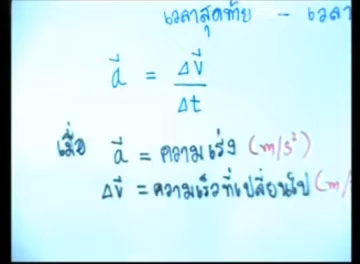 เวลาสุดท้าย - เวลา
a⃗ = Δv⃗ / Δt
เมื่อ a⃗ = ความเร่ง (m/s²)
Δv⃗ = ความเร็วที่เปลี่ยนไป (m/